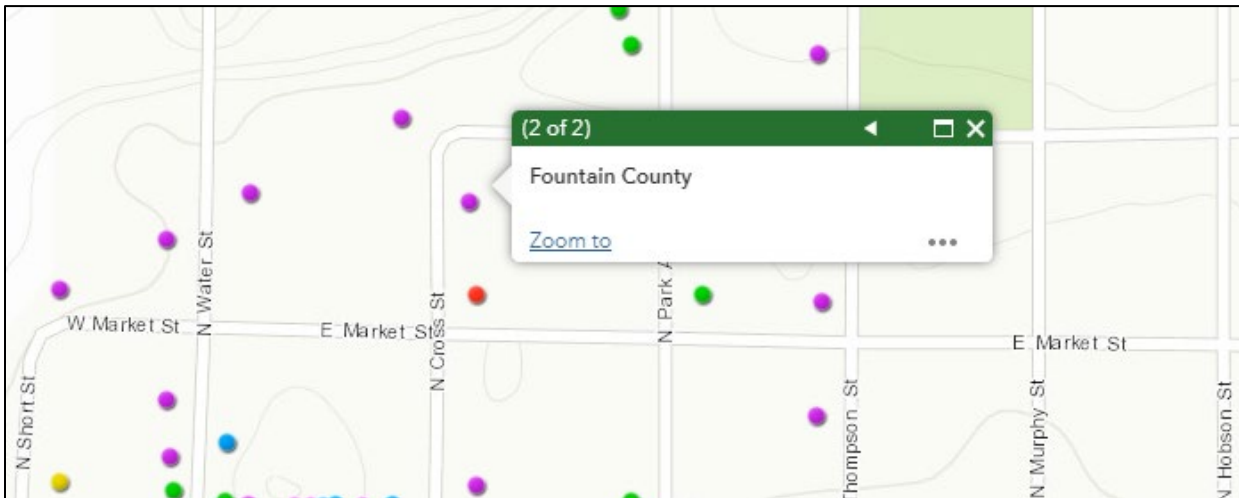 (2 of 2)
Fountain County
Zoom to
N Water St
W Market St
E Market St
N Cross St
N Park A
E Market St
N Short St
Thompson St
N Murphy St
N Hobson St